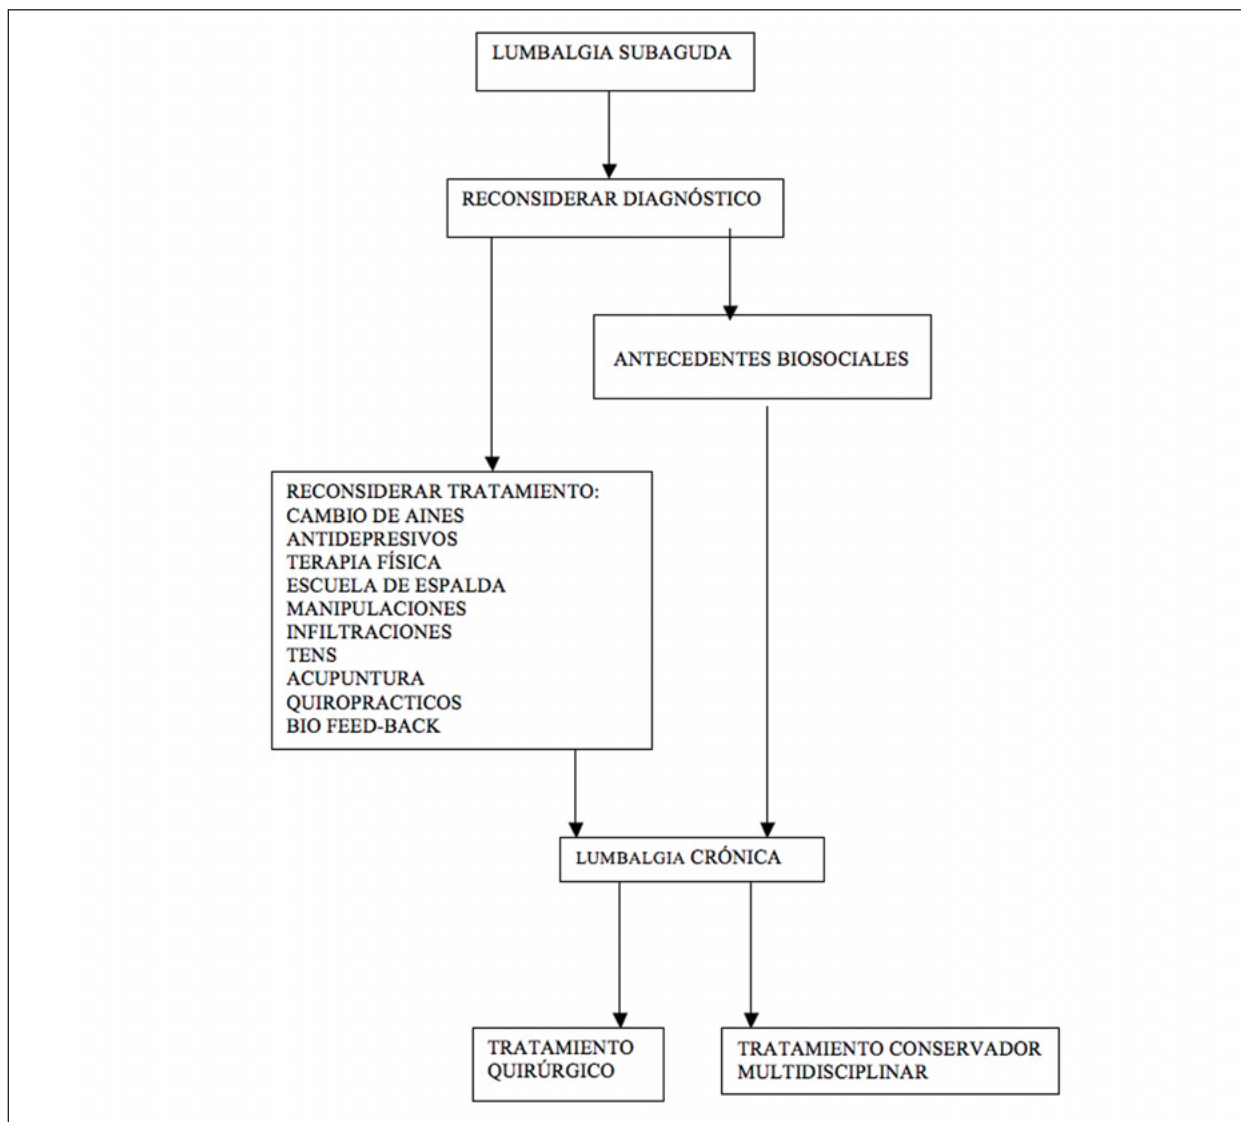 LUMBALGIA SUBAGUDA
RECONSIDERAR DIAGNÓSTICO
ANTECEDENTES BIOSOCIALES
RECONSIDERAR TRATAMIENTO:
CAMBIO DE AINES
ANTIDEPRESIVOS
TERAPIA FÍSICA
ESCUELA DE ESPALDA
MANIPULACIONES
INFILTRACIONES
TENS
ACUPUNTURA
QUIROPRACTICOS
BIO FEED-BACK
LUMBALGIA CRÓNICA
TRATAMIENTO
QUIRÚRGICO
TRATAMIENTO CONSERVADOR
MULTIDISCIPLINAR